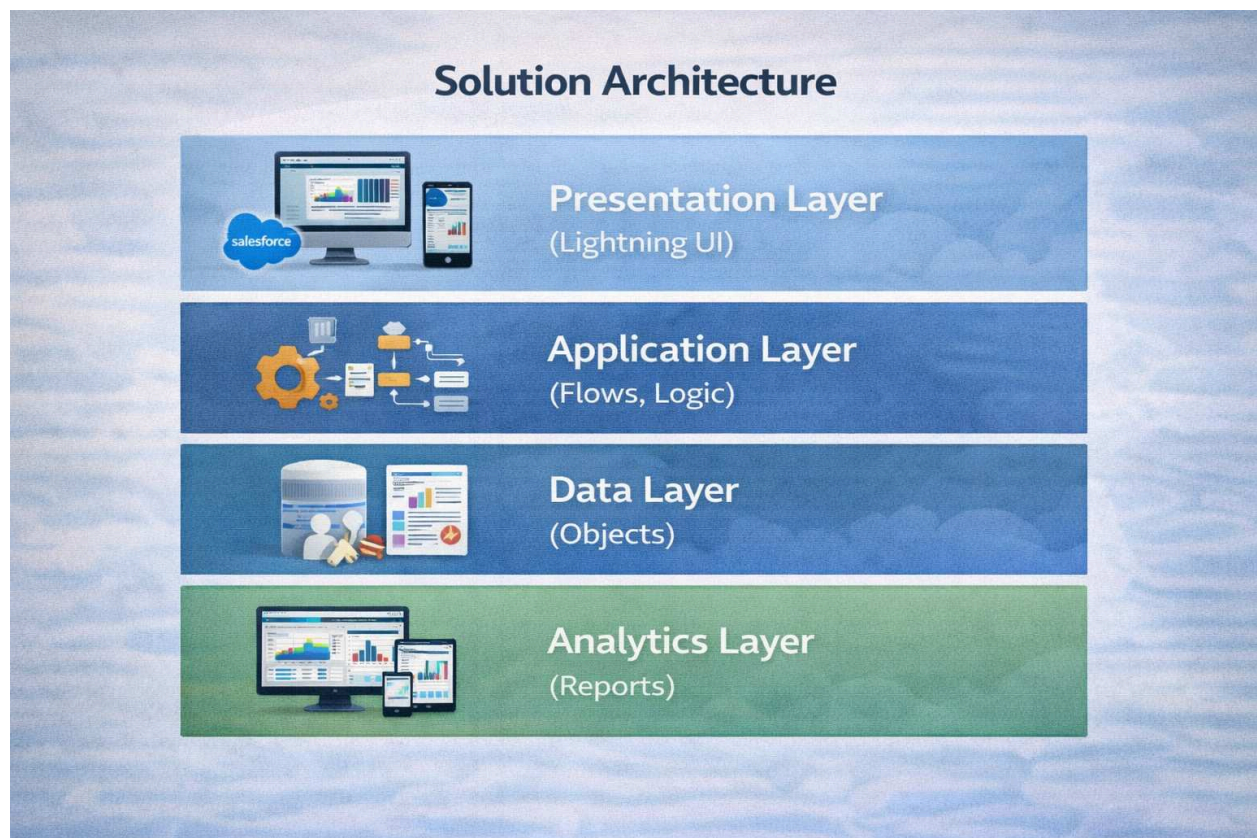 Solution Architecture
salesforce
Presentation Layer
(Lightning UI)
Application Layer
(Flows, Logic)
Data Layer
(Objects)
Analytics Layer
(Reports)